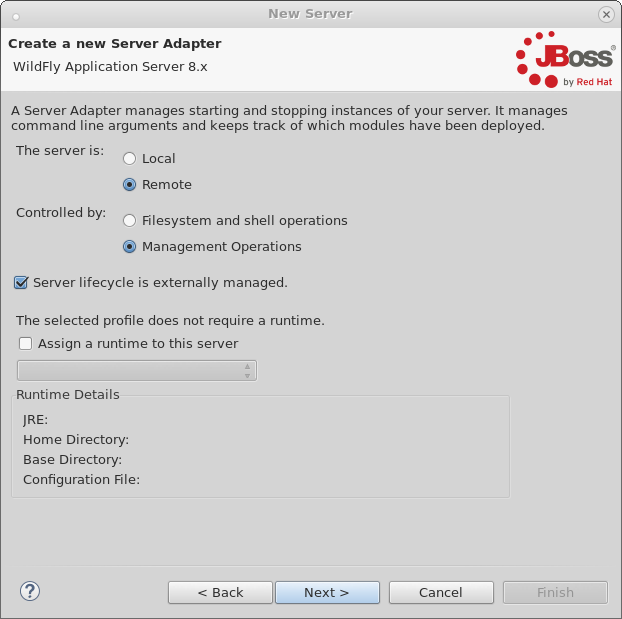 New Server
Create a new Server Adapter
WildFly Application Server 8.x
JBoss®
by Red Hat
A Server Adapter manages starting and stopping instances of your server. It manages
command line arguments and keeps track of which modules have been deployed.
The server is:
Local
Remote
Controlled by:
Filesystem and shell operations
Management Operations
Server lifecycle is externally managed.
The selected profile does not require a runtime.
Assign a runtime to this server
Runtime Details
JRE:
Home Directory:
Base Directory:
Configuration File:
?
< Back
Next >
Cancel
Finish